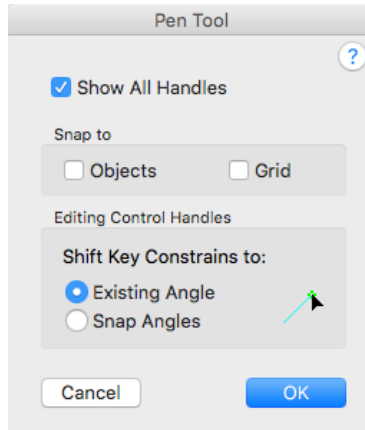 Pen Tool
?
Show All Handles
Snap to
Objects Grid
Editing Control Handles
Shift Key Constrains to:
Existing Angle
Snap Angles
Cancel OK